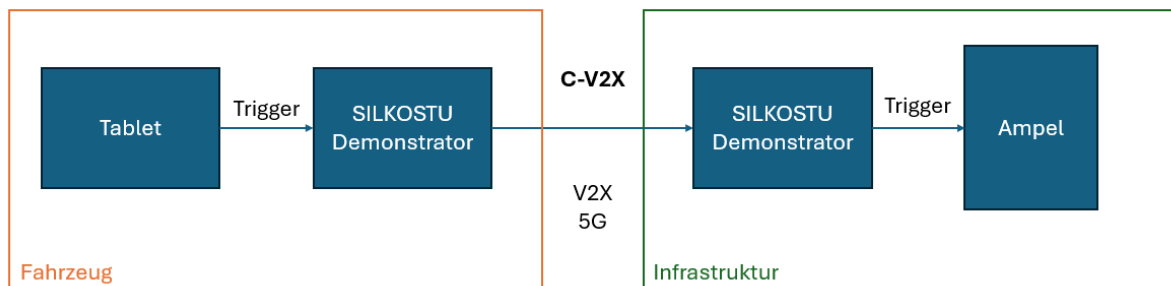 Tablet
Trigger
SILKOSTU
Demonstrator
C-V2X
V2X
5G
SILKOSTU
Demonstrator
Trigger
Ampel
Fahrzeug
Infrastruktur